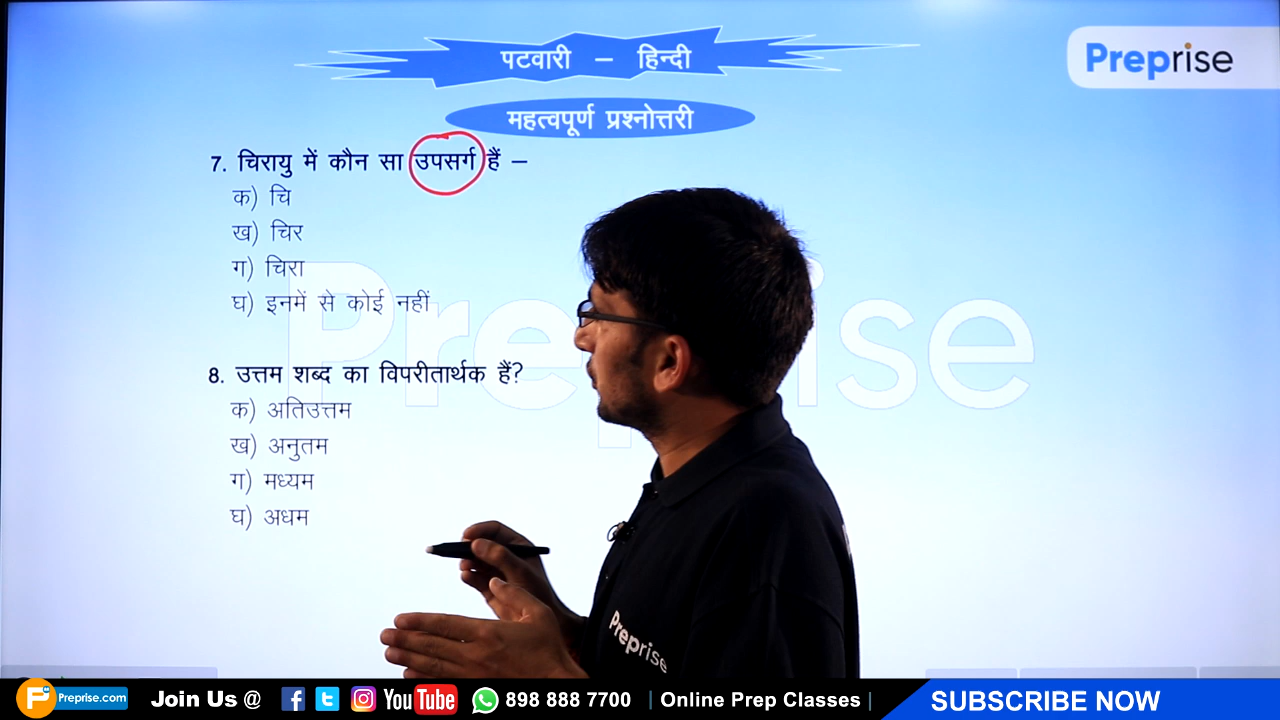 पटवारी – हिन्दी
Preprise
महत्वपूर्ण प्रश्नोत्तरी
7. चिरायु में कौन सा उपसर्ग हैं –
क) चि
ख) चिर
ग) चिरा
घ) इनमें से कोई नहीं
8. उत्तम शब्द का विपरीतार्थक हैं?
क) अतिउत्तम
ख) अनुतम
ग) मध्यम
घ) अधम
Preprise
Preprise.com
Join Us @
You Tube
898 888 7700
Online Prep Classes
SUBSCRIBE NOW